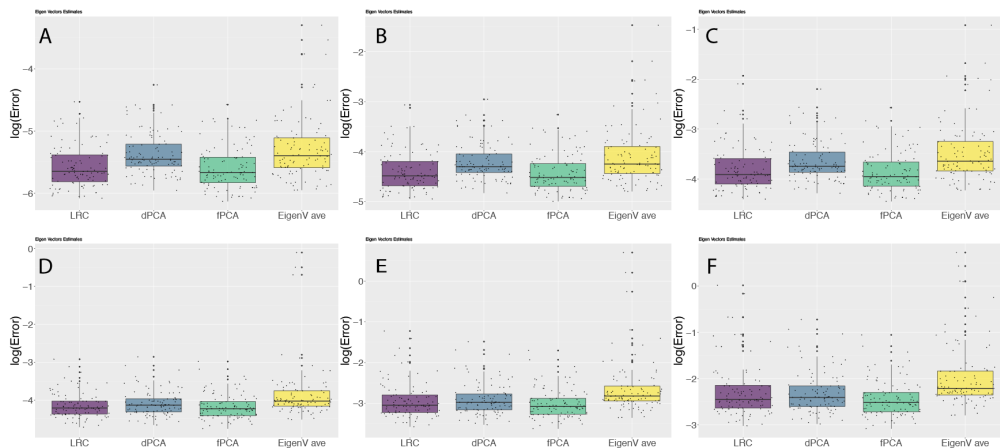 Eigen Vectors Estimates
Eigen Vectors Estimates
Eigen Vectors Estimates
A
B
C
log(Error)
−4
−5
−6
log(Error)
−2
−3
−4
−5
log(Error)
−1
−2
−3
−4
LRC dPCA fPCA EigenV ave
LRC dPCA fPCA EigenV ave
LRC dPCA fPCA EigenV ave
Eigen Vectors Estimates
Eigen Vectors Estimates
Eigen Vectors Estimates
D
E
F
log(Error)
0
−1
−2
−3
−4
log(Error)
0
−1
−2
−3
log(Error)
0
−1
−2
−3
LRC dPCA fPCA EigenV ave
LRC dPCA fPCA EigenV ave
LRC dPCA fPCA EigenV ave